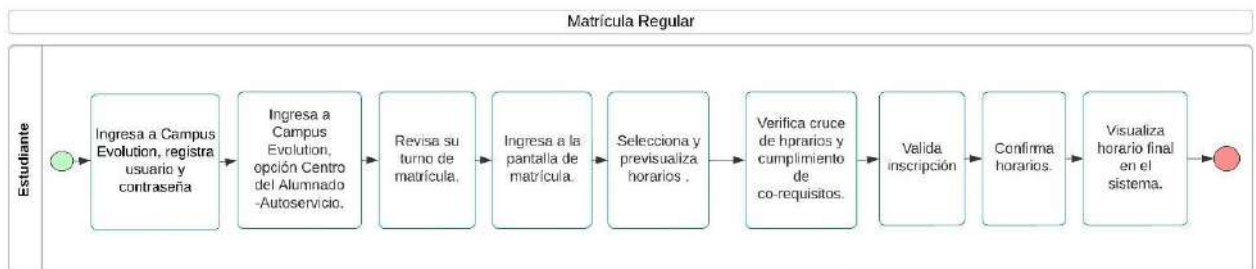 Matrícula Regular
Estudiante
Ingresa a Campus
Evolution, registra
usuario y
contraseña
Ingresa a
Campus
Evolution,
opción Centro
del Alumnado
-Autoservicio.
Revisa su
turno de
matrícula.
Ingresa a la
pantalla de
matrícula.
Selecciona y
previsualiza
horarios .
Verifica cruce
de hprarios y
cumplimiento
de
co-requisitos.
Valida
inscripción
Confirma
horarios.
Visualiza
horario final
en el
sistema.